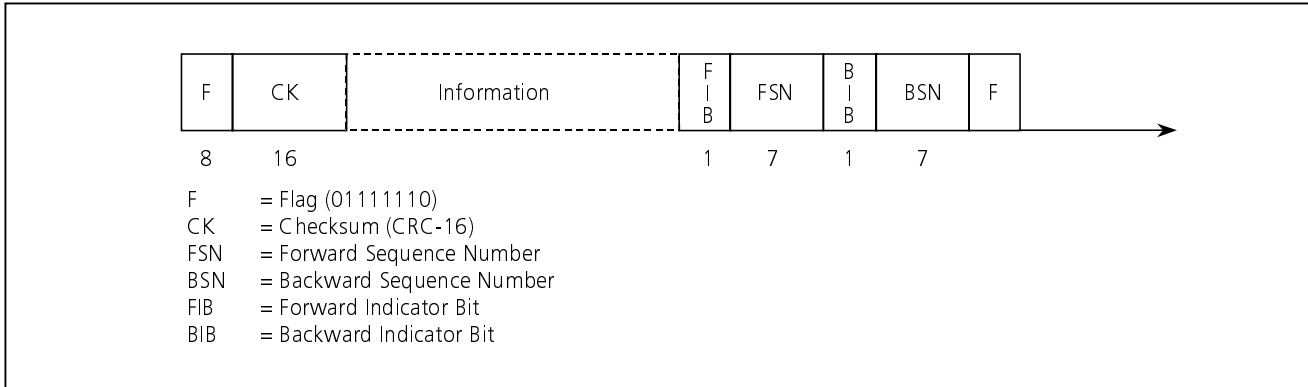 F CK Information F I B FSN B I B BSN F
8 16 1 7 1 7
F = Flag (01111110)
CK = Checksum (CRC-16)
FSN = Forward Sequence Number
BSN = Backward Sequence Number
FIB = Forward Indicator Bit
BIB = Backward Indicator Bit